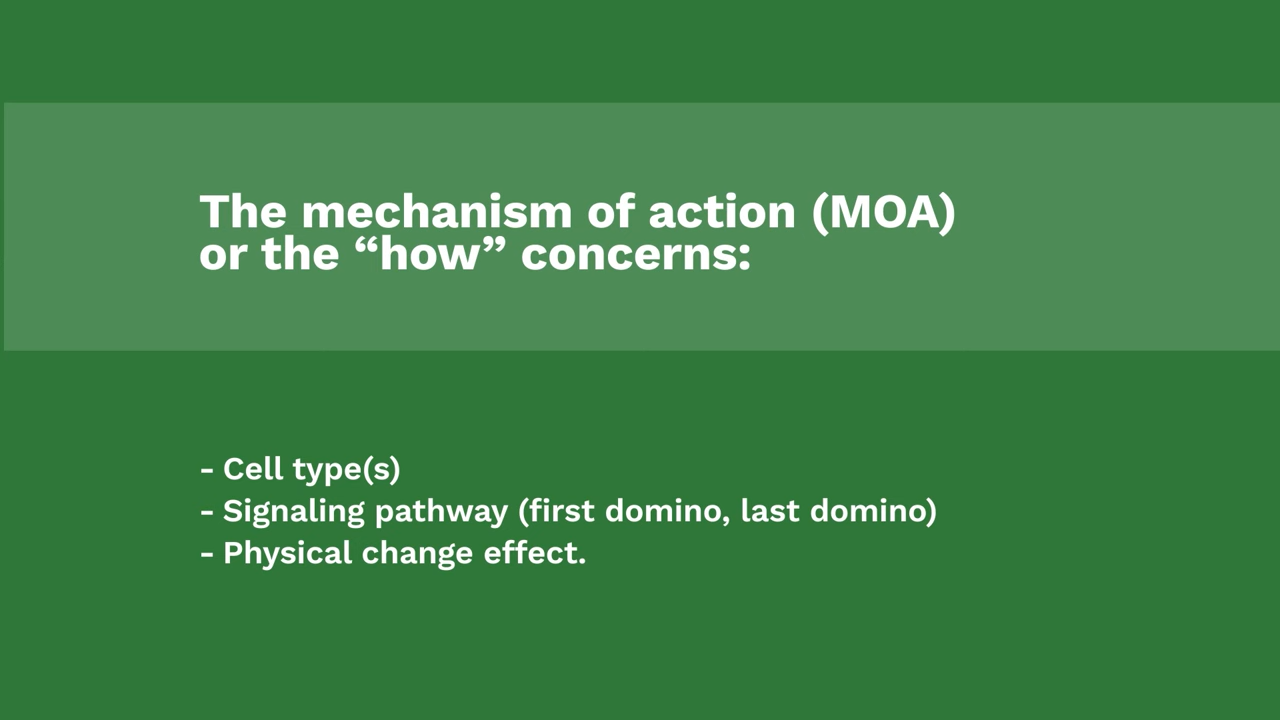 The mechanism of action (MOA)
or the “how” concerns:
- Cell type(s)
- Signaling pathway (first domino, last domino)
- Physical change effect.